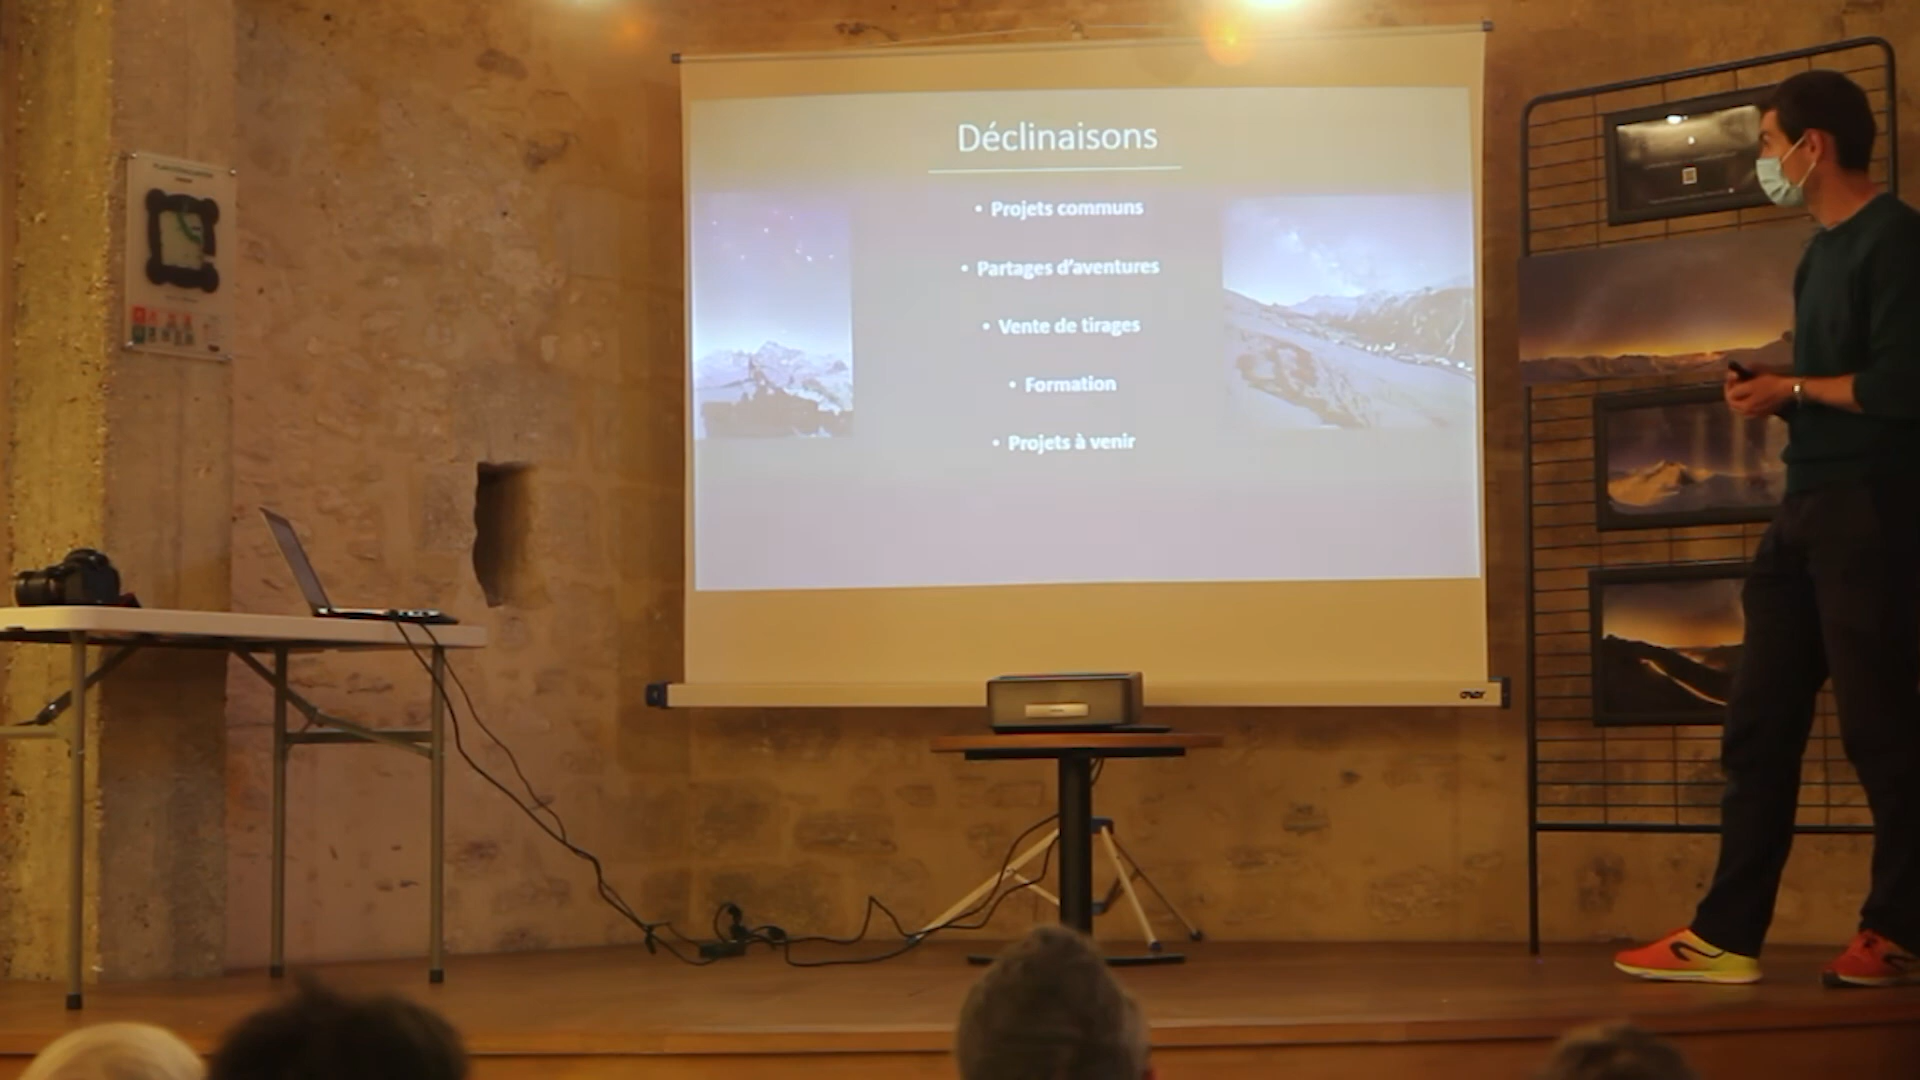 Déclinaisons
• Projets communs
• Partages d'aventures
• Vente de tirages
• Formation
• Projets à venir